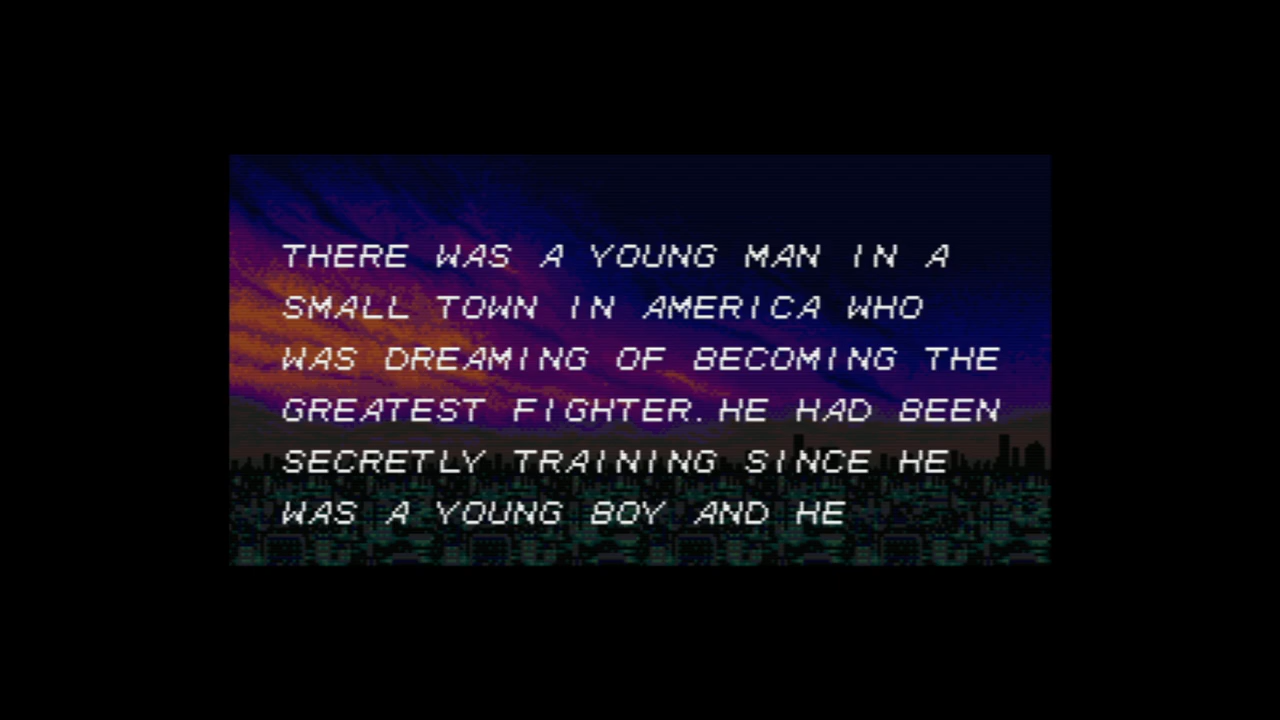 THERE WAS A YOUNG MAN IN A
SMALL TOWN IN AMERICA WHO
WAS DREAMING OF BECOMING THE
GREATEST FIGHTER. HE HAD BEEN
SECRETLY TRAINING SINCE HE
WAS A YOUNG BOY AND HE